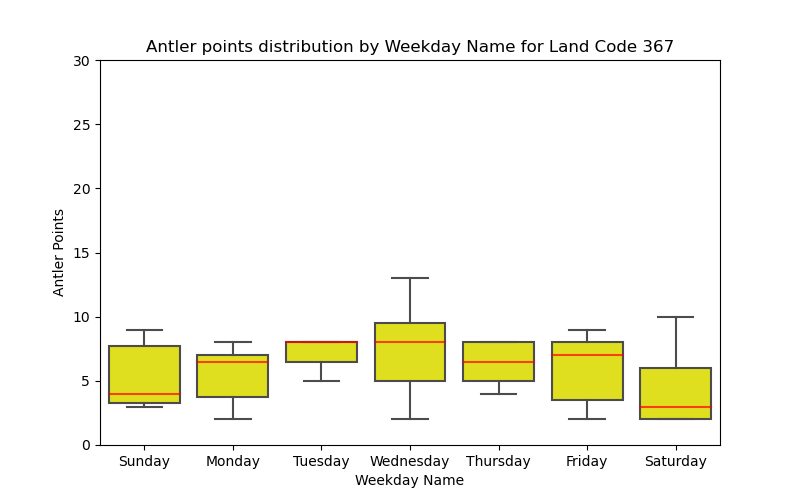 Antler points distribution by Weekday Name for Land Code 367
30
25
20
15
10
5
0
Antler Points
Sunday Monday Tuesday Wednesday Thursday Friday Saturday
Weekday Name